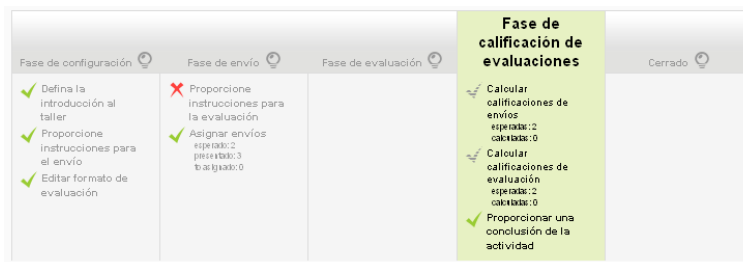 Fase de configuración
Defina la
introducción al
taller
Proporcione
instrucciones para
el envío
Editar formato de
evaluación
Fase de envío
Proporcione
instrucciones para
la evaluación
Asignar envíos
esperado: 2
presentado: 3
to asignado: 0
Fase de evaluación
Fase de
calificación de
evaluaciones
Calcular
calificaciones de
envíos
esperadas: 2
calculadas: 0
Calcular
calificaciones de
evaluación
esperadas: 2
calculadas: 0
Proporcionar una
conclusión de la
actividad
Cerrado